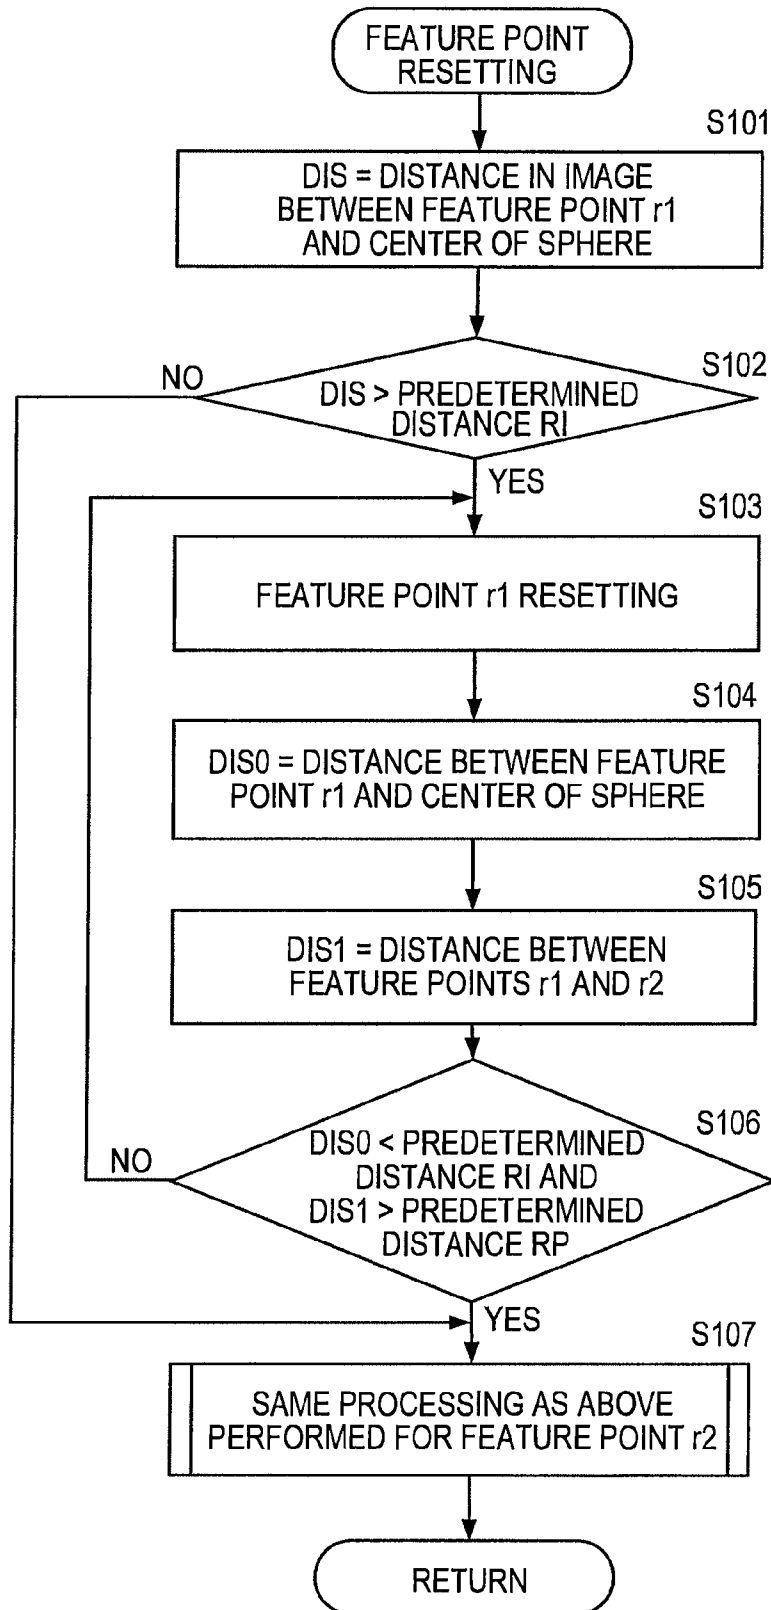 FEATURE POINT
RESETTING
S101
DIS = DISTANCE IN IMAGE
BETWEEN FEATURE POINT r1
AND CENTER OF SPHERE
S102
NO
DIS > PREDETERMINED
DISTANCE RI
YES
S103
FEATURE POINT r1 RESETTING
S104
DIS0 = DISTANCE BETWEEN FEATURE
POINT r1 AND CENTER OF SPHERE
S105
DIS1 = DISTANCE BETWEEN
FEATURE POINTS r1 AND r2
S106
DIS0 < PREDETERMINED
DISTANCE RI AND
DIS1 > PREDETERMINED
DISTANCE RP
NO
YES
S107
SAME PROCESSING AS ABOVE
PERFORMED FOR FEATURE POINT r2
RETURN